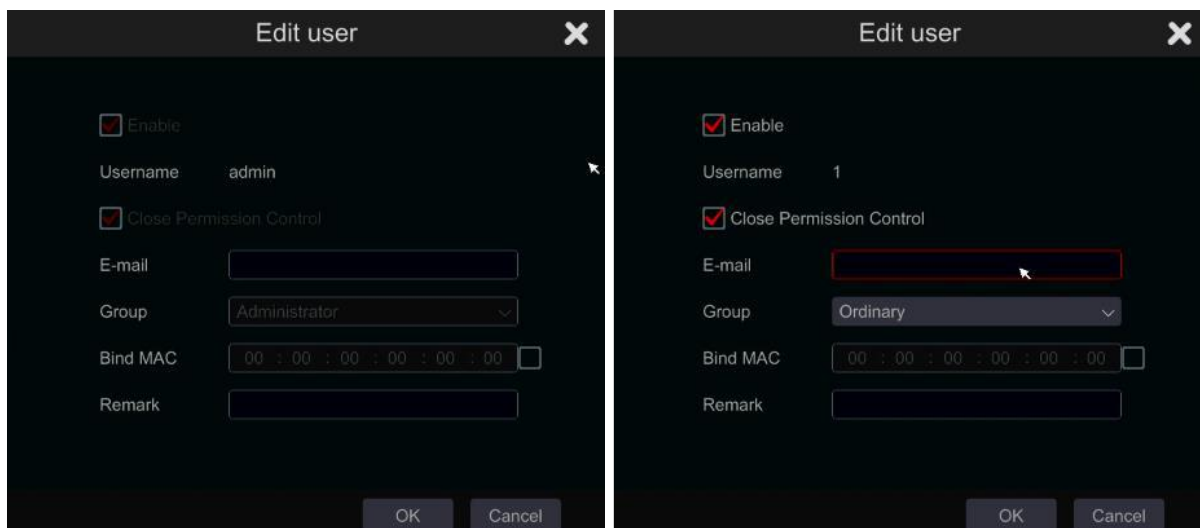 Edit user
Enable
Username admin
Close Permission Control
E-mail
Group Administrator
Bind MAC 00 : 00 : 00 : 00 : 00 : 00
Remark
OK Cancel
Edit user
Enable
Username 1
Close Permission Control
E-mail
Group Ordinary
Bind MAC 00 : 00 : 00 : 00 : 00 : 00
Remark
OK Cancel